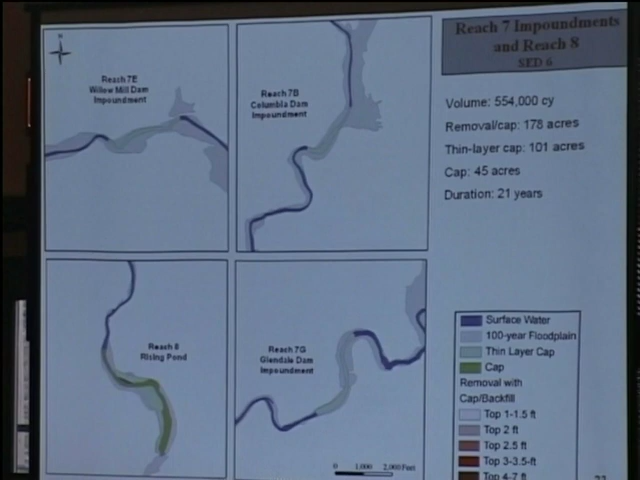 Reach 7 Impoundments
and Reach 8
SED 6
N
Reach 7E
Willow Mill Dam
Impoundment
Reach 7B
Columbia Dam
Impoundment
Volume: 554,000 cy
Removal/cap: 178 acres
Thin-layer cap: 101 acres
Cap: 45 acres
Duration: 21 years
Reach 8
Rising Pond
Reach 7G
Glendale Dam
Impoundment
0 1,000 2,000 Feet
Surface Water
100-year Floodplain
Thin Layer Cap
Cap
Removal with
Cap/Backfill
Top 1-1.5 ft
Top 2 ft
Top 2.5 ft
Top 3-3.5-ft
Top 4-7 ft